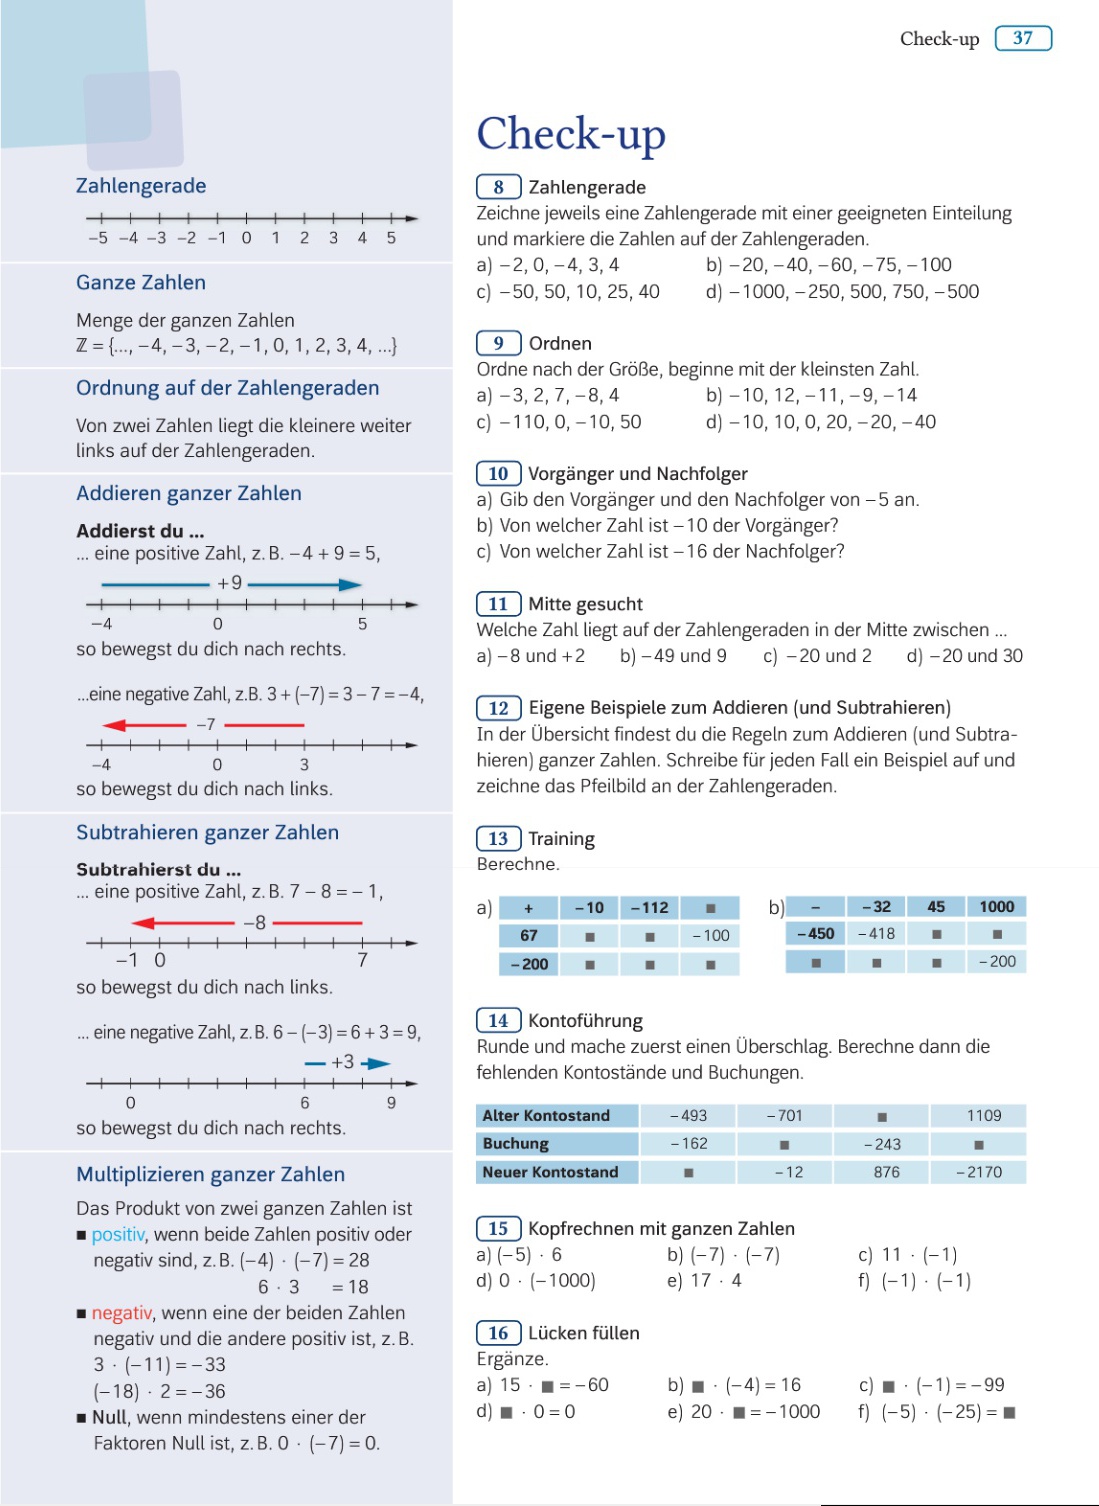 Check-up 37
Zahlengerade
−5 −4 −3 −2 −1 0 1 2 3 4 5
Ganze Zahlen
Menge der ganzen Zahlen
ℤ = {..., −4, −3, −2, −1, 0, 1, 2, 3, 4, ...}
Ordnung auf der Zahlengeraden
Von zwei Zahlen liegt die kleinere weiter
links auf der Zahlengeraden.
Addieren ganzer Zahlen
Addierst du ...
... eine positive Zahl, z. B. −4 + 9 = 5,
+9
−4 0 5
so bewegst du dich nach rechts.
...eine negative Zahl, z.B. 3 + (−7) = 3 − 7 = −4,
−7
−4 0 3
so bewegst du dich nach links.
Subtrahieren ganzer Zahlen
Subtrahierst du ...
... eine positive Zahl, z. B. 7 − 8 = − 1,
−8
−1 0 7
so bewegst du dich nach links.
... eine negative Zahl, z. B. 6 − (−3) = 6 + 3 = 9,
+3
0 6 9
so bewegst du dich nach rechts.
Multiplizieren ganzer Zahlen
Das Produkt von zwei ganzen Zahlen ist
■ positiv, wenn beide Zahlen positiv oder
negativ sind, z. B. (−4) · (−7) = 28
6 · 3 = 18
■ negativ, wenn eine der beiden Zahlen
negativ und die andere positiv ist, z. B.
3 · (−11) = −33
(−18) · 2 = −36
■ Null, wenn mindestens einer der
Faktoren Null ist, z. B. 0 · (−7) = 0.
Check-up
8 Zahlengerade
Zeichne jeweils eine Zahlengerade mit einer geeigneten Einteilung
und markiere die Zahlen auf der Zahlengeraden.
a) −2, 0, −4, 3, 4 b) −20, −40, −60, −75, −100
c) −50, 50, 10, 25, 40 d) −1000, −250, 500, 750, −500
9 Ordnen
Ordne nach der Größe, beginne mit der kleinsten Zahl.
a) −3, 2, 7, −8, 4 b) −10, 12, −11, −9, −14
c) −110, 0, −10, 50 d) −10, 10, 0, 20, −20, −40
10 Vorgänger und Nachfolger
a) Gib den Vorgänger und den Nachfolger von −5 an.
b) Von welcher Zahl ist −10 der Vorgänger?
c) Von welcher Zahl ist −16 der Nachfolger?
11 Mitte gesucht
Welche Zahl liegt auf der Zahlengeraden in der Mitte zwischen ...
a) −8 und +2 b) −49 und 9 c) −20 und 2 d) −20 und 30
12 Eigene Beispiele zum Addieren (und Subtrahieren)
In der Übersicht findest du die Regeln zum Addieren (und Subtra-
hieren) ganzer Zahlen. Schreibe für jeden Fall ein Beispiel auf und
zeichne das Pfeilbild an der Zahlengeraden.
13 Training
Berechne.
a) + −10 −112 ■
67 ■ ■ −100
−200 ■ ■ ■
b) − −32 45 1000
−450 −418 ■ ■
■ ■ ■ −200
14 Kontoführung
Runde und mache zuerst einen Überschlag. Berechne dann die
fehlenden Kontostände und Buchungen.
Alter Kontostand −493 −701 ■ 1109
Buchung −162 ■ −243 ■
Neuer Kontostand ■ −12 876 −2170
15 Kopfrechnen mit ganzen Zahlen
a) (−5) · 6 b) (−7) · (−7) c) 11 · (−1)
d) 0 · (−1000) e) 17 · 4 f) (−1) · (−1)
16 Lücken füllen
Ergänze.
a) 15 · ■ = −60 b) ■ · (−4) = 16 c) ■ · (−1) = −99
d) ■ · 0 = 0 e) 20 · ■ = −1000 f) (−5) · (−25) = ■